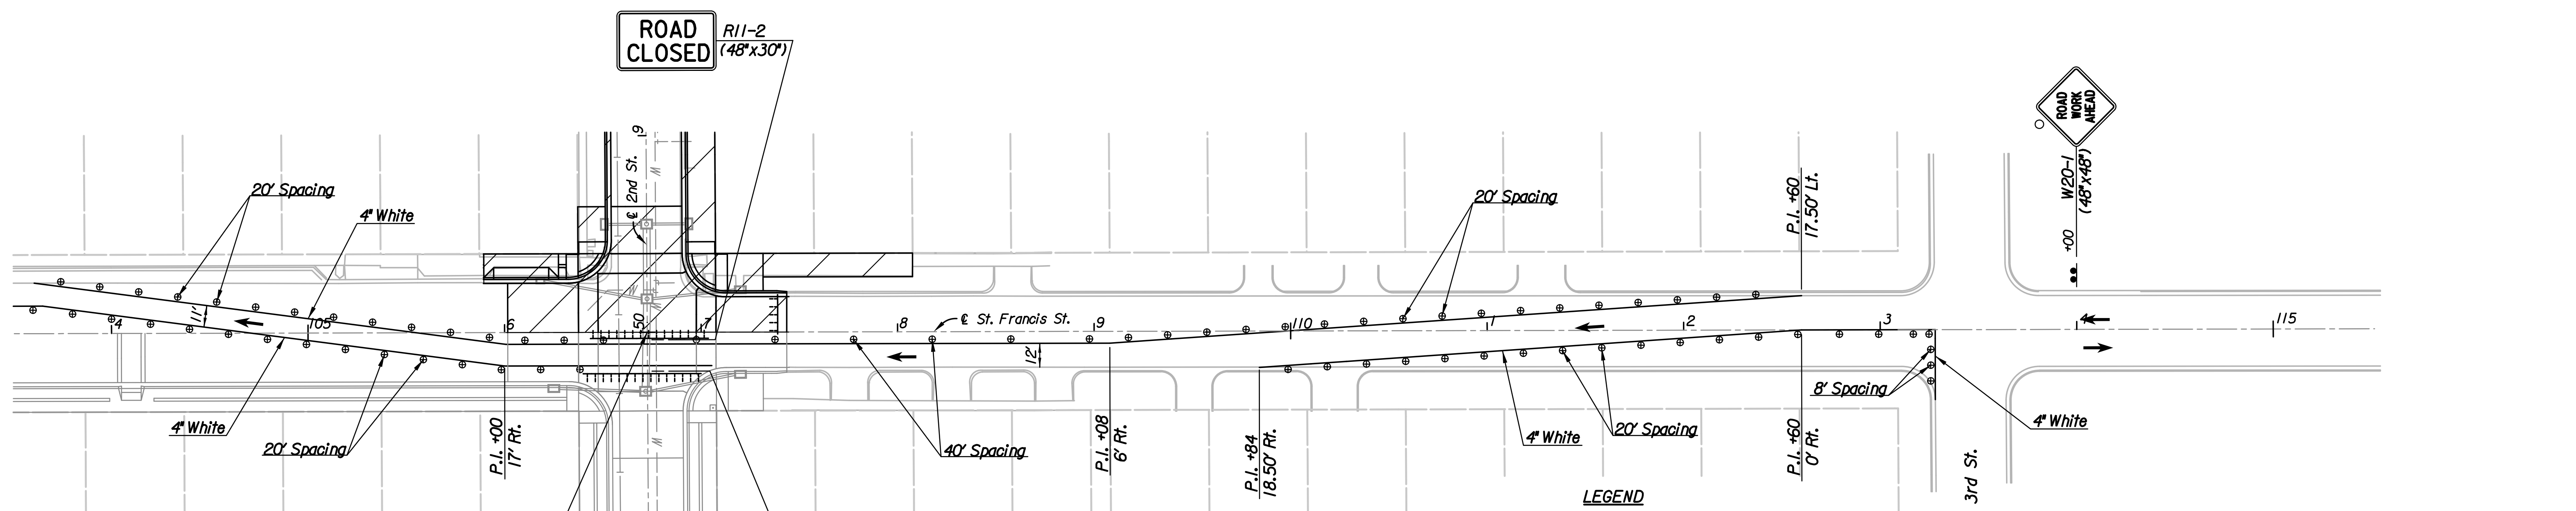 ROAD
CLOSED
R11-2
(48"x30")
9
℄ 2nd St.
ROAD
WORK
AHEAD
W20-1
(48"x48")
+00
20' Spacing
4" White
20' Spacing
P.I. +60
17.50' Lt.
11'
4
105
6
50
7
8
℄ St. Francis St.
9
110
1
2
3
4
115
12'
W
W
W
W
W
4" White
20' Spacing
P.I. +00
17' Rt.
40' Spacing
P.I. +08
6' Rt.
P.I. +84
18.50' Rt.
4" White
20' Spacing
P.I. +60
0' Rt.
8' Spacing
4" White
3rd St.
LEGEND